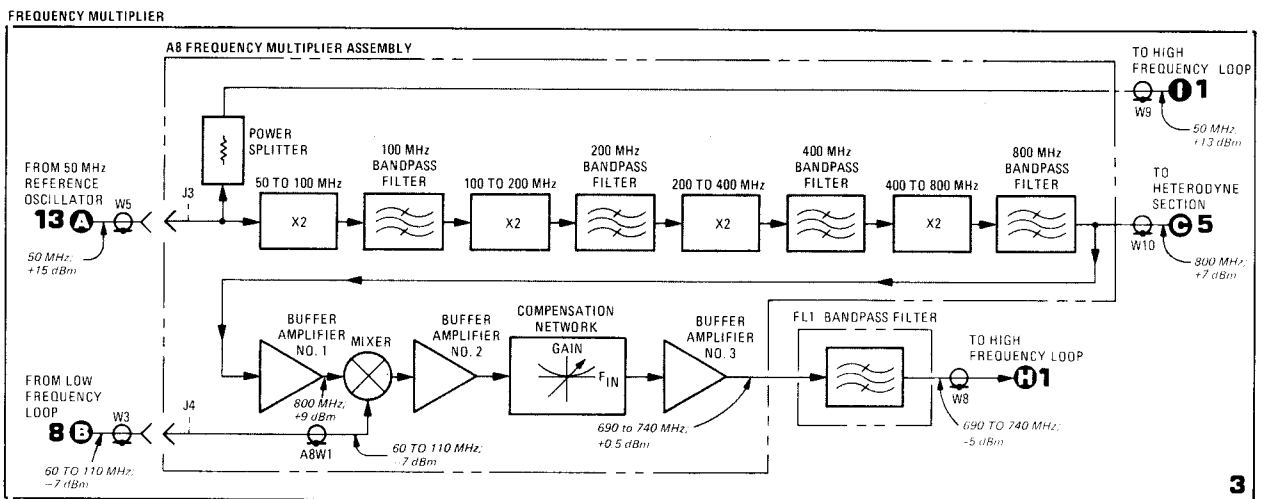 FREQUENCY MULTIPLIER
A8 FREQUENCY MULTIPLIER ASSEMBLY
TO HIGH
FREQUENCY LOOP
I 1
W9
50 MHz;
+13 dBm
POWER
SPLITTER
FROM 50 MHz
REFERENCE
OSCILLATOR
13 A
W5
J3
50 MHz;
+15 dBm
50 TO 100 MHz
X2
100 MHz
BANDPASS
FILTER
100 TO 200 MHz
X2
200 MHz
BANDPASS
FILTER
200 TO 400 MHz
X2
400 MHz
BANDPASS
FILTER
400 TO 800 MHz
X2
800 MHz
BANDPASS
FILTER
TO
HETERODYNE
SECTION
C 5
W10
800 MHz;
+7 dBm
BUFFER
AMPLIFIER
NO. 1
MIXER
BUFFER
AMPLIFIER
NO. 2
COMPENSATION
NETWORK
GAIN
FIN
BUFFER
AMPLIFIER
NO. 3
FL1 BANDPASS FILTER
TO HIGH
FREQUENCY LOOP
H 1
W8
FROM LOW
FREQUENCY
LOOP
8 B
W3
J4
60 TO 110 MHz;
-7 dBm
A8W1
800 MHz;
+9 dBm
60 TO 110 MHz;
-7 dBm
690 to 740 MHz;
+0.5 dBm
690 TO 740 MHz;
-5 dBm
3